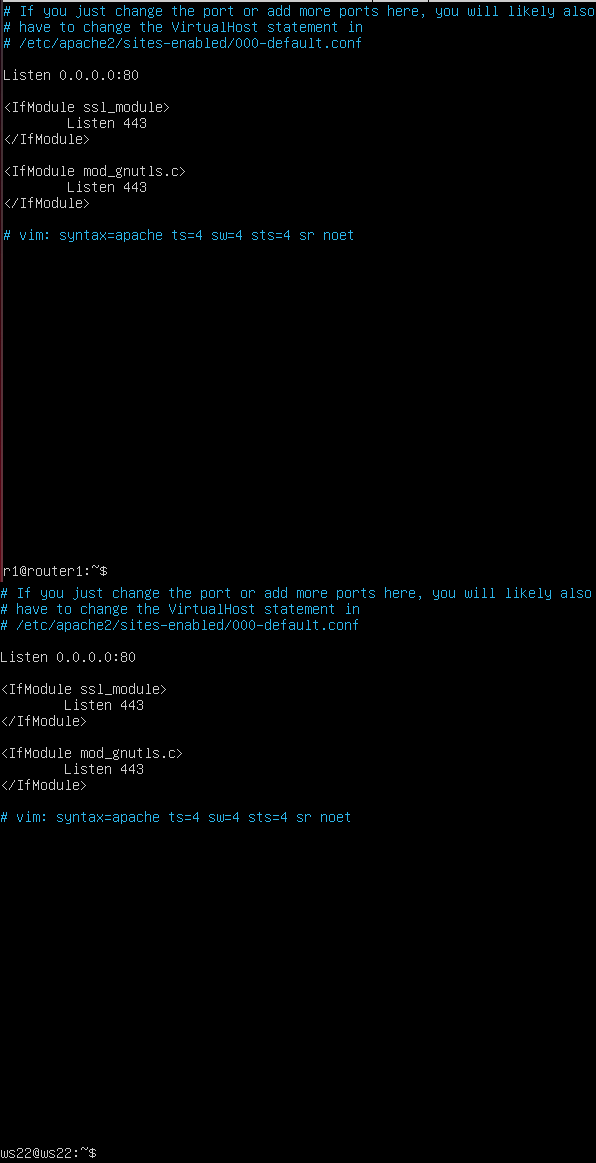 # If you just change the port or add more ports here, you will likely also
# have to change the VirtualHost statement in
# /etc/apache2/sites-enabled/000-default.conf
Listen 0.0.0.0:80
<IfModule ssl_module>
Listen 443
</IfModule>
<IfModule mod_gnutls.c>
Listen 443
</IfModule>
# vim: syntax=apache ts=4 sw=4 sts=4 sr noet
r1@router1:~$
# If you just change the port or add more ports here, you will likely also
# have to change the VirtualHost statement in
# /etc/apache2/sites-enabled/000-default.conf
Listen 0.0.0.0:80
<IfModule ssl_module>
Listen 443
</IfModule>
<IfModule mod_gnutls.c>
Listen 443
</IfModule>
# vim: syntax=apache ts=4 sw=4 sts=4 sr noet
ws22@ws22:~$